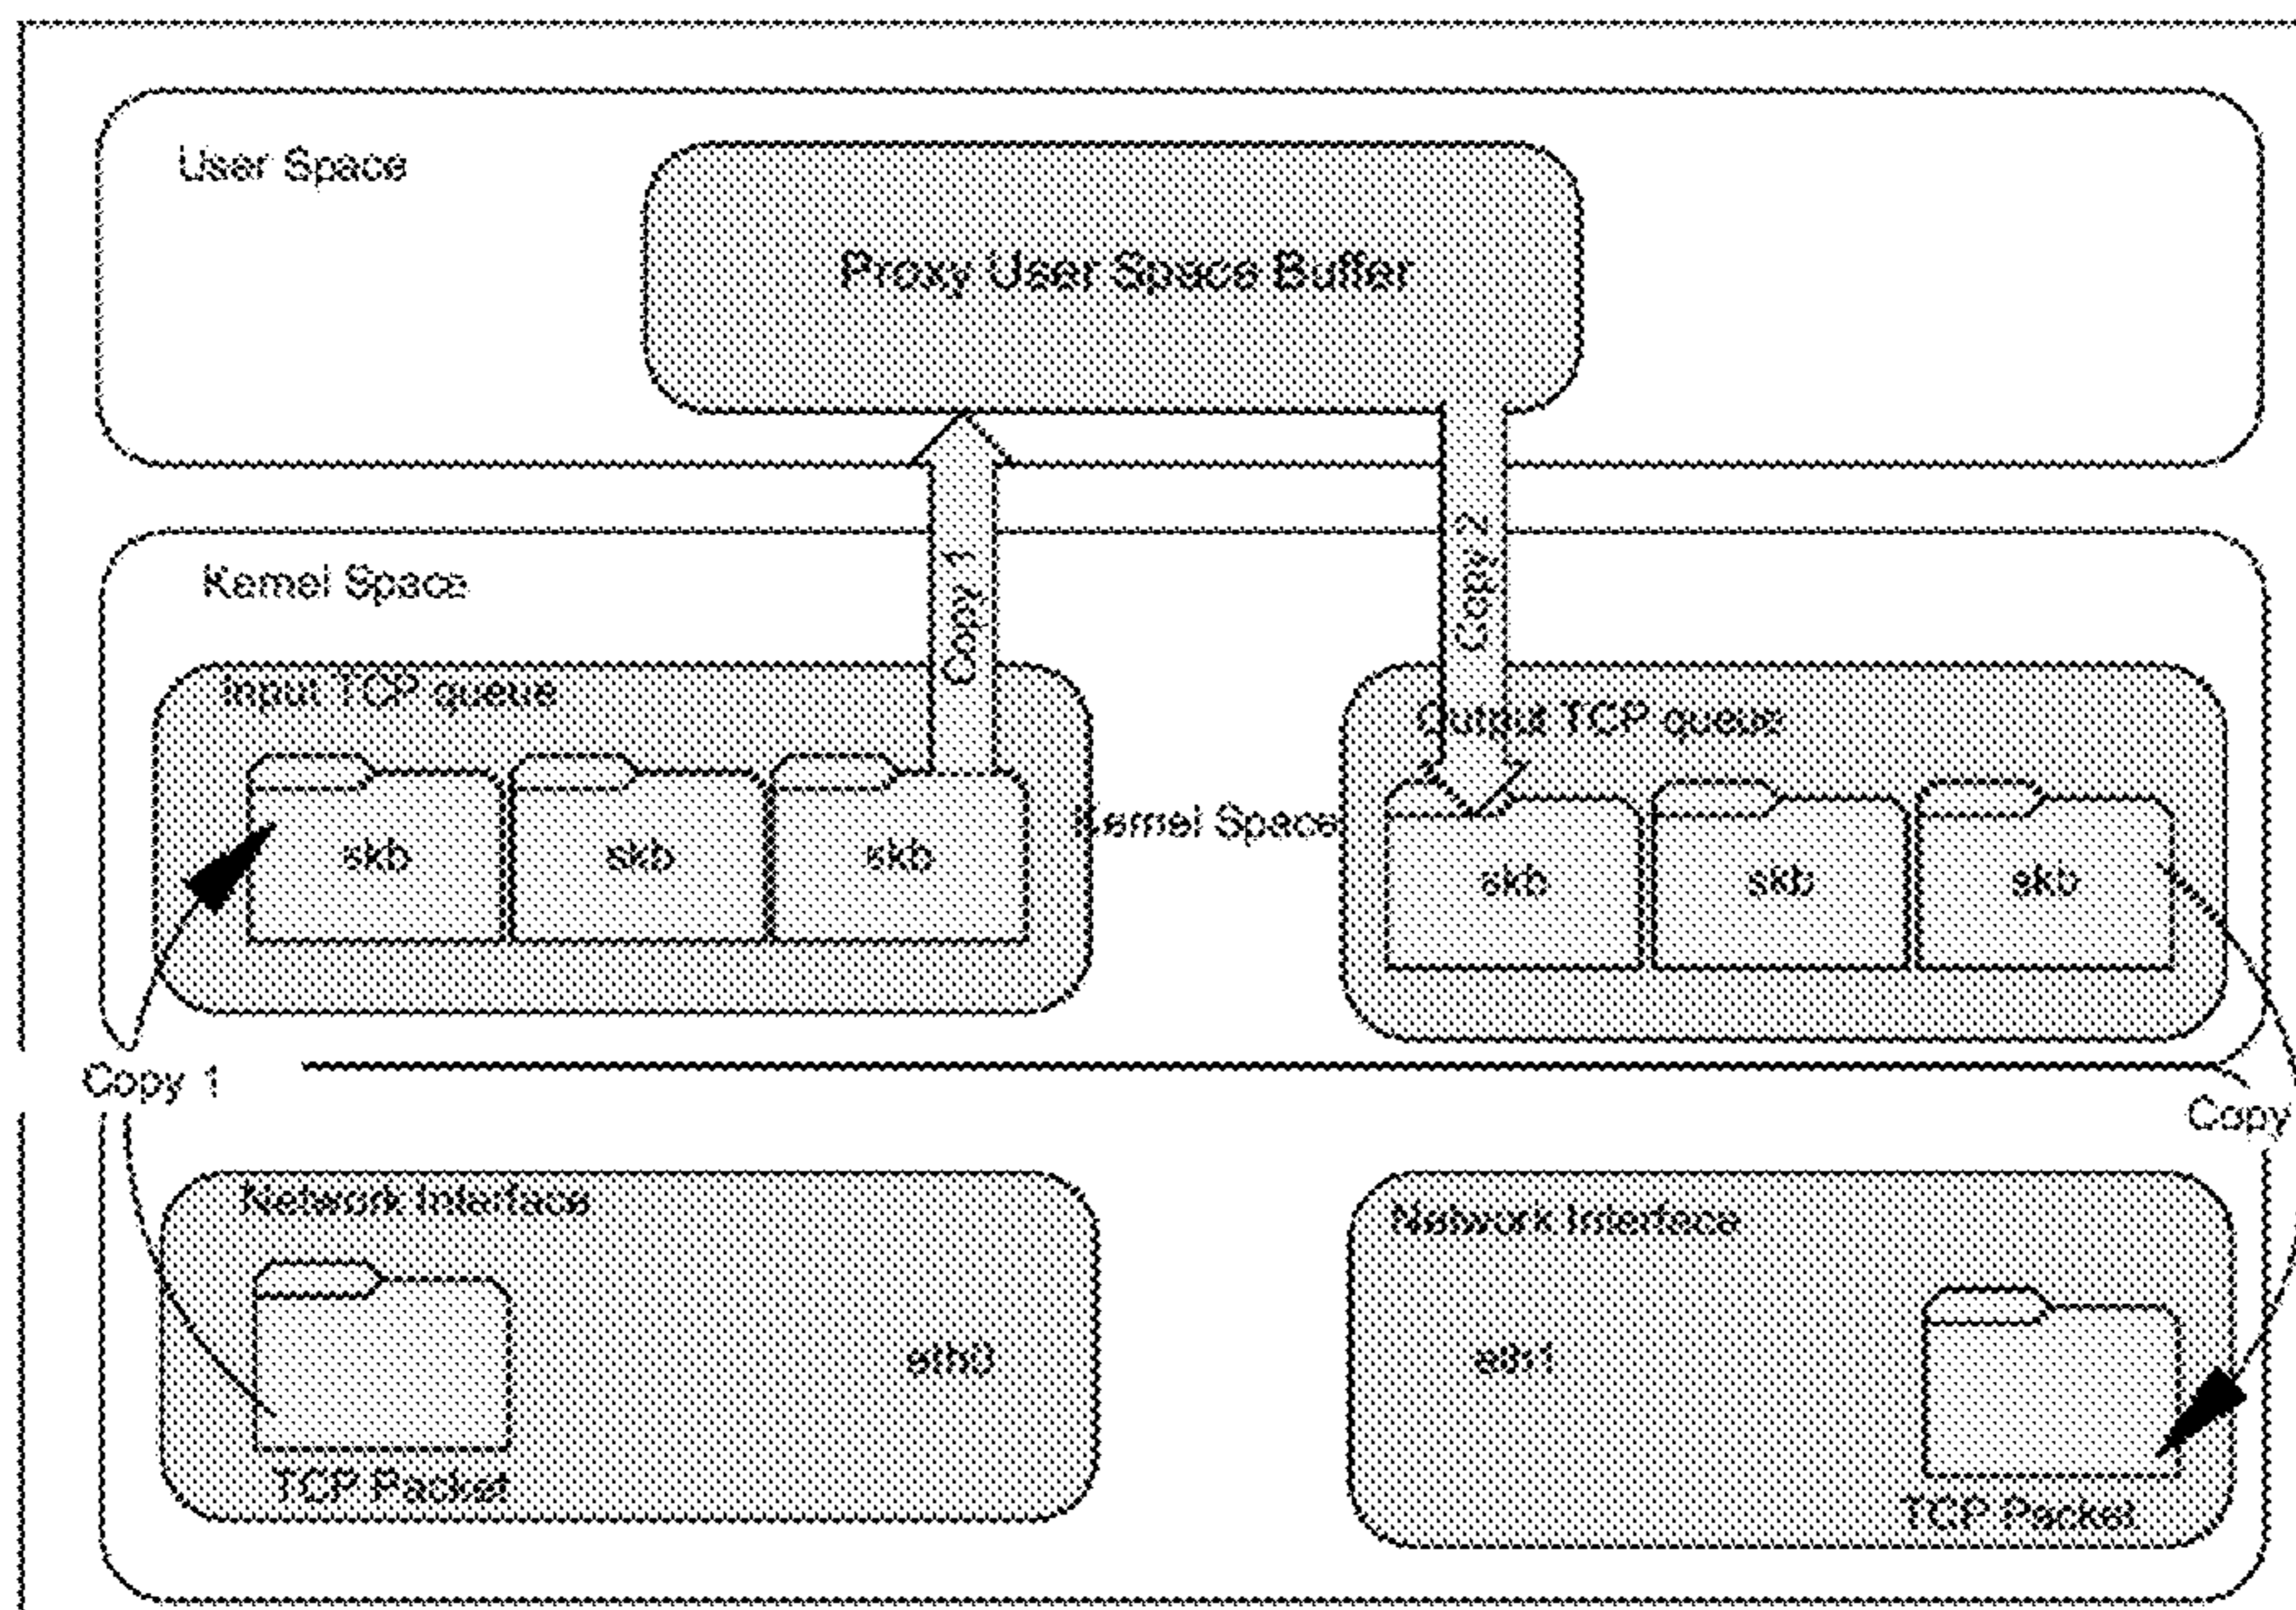 User Space
Proxy User Space Buffer
Copy 1
Copy 2
Kernel Space
Input TCP queue
Output TCP queue
skb
skb
skb
Kernel Space
skb
skb
skb
Copy 1
Copy
Network Interface
Network Interface
eth0
eth1
TCP Packet
TCP Packet